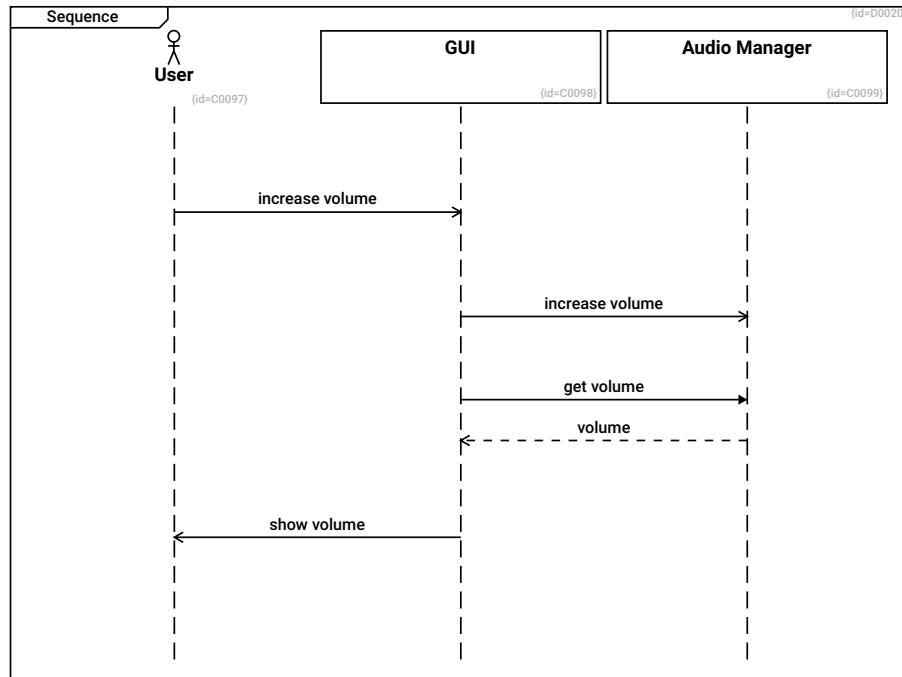 Sequence
{id=D0020
User
{id=C0097}
GUI
{id=C0098}
Audio Manager
{id=C0099}
increase volume
increase volume
get volume
volume
show volume